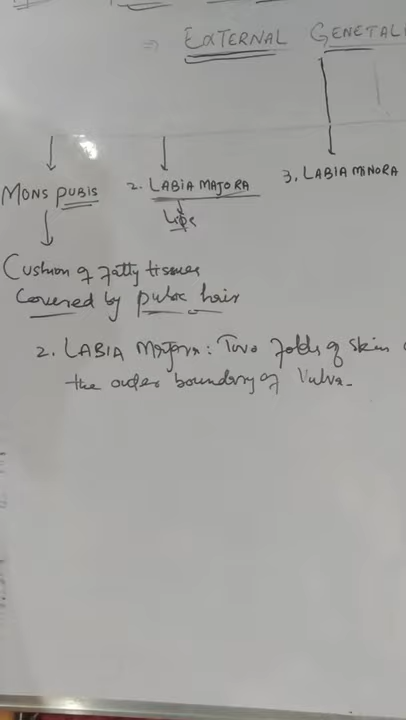 ⇒ EXTERNAL GENETAL
MONS PUBIS 2. LABIA MAJORA 3. LABIA MINORA
Lips
Cushion of fatty tissues
Covered by pubic hair
2. LABIA Majora: Two folds of skin
the outer boundary of Vulva.